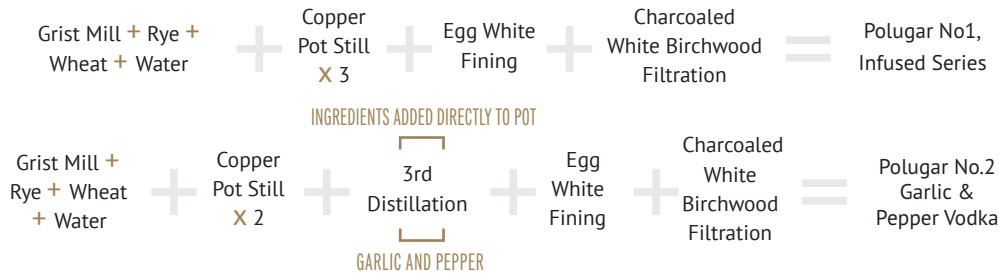 Grist Mill + Rye +
Wheat + Water
+
Copper
Pot Still
X 3
+
Egg White
Fining
+
Charcoaled
White Birchwood
Filtration
=
Polugar No1,
Infused Series
INGREDIENTS ADDED DIRECTLY TO POT
Grist Mill +
Rye + Wheat
+ Water
+
Copper
Pot Still
X 2
+
3rd
Distillation
+
Egg
White
Fining
+
Charcoaled
White
Birchwood
Filtration
=
Polugar No.2
Garlic &
Pepper Vodka
GARLIC AND PEPPER